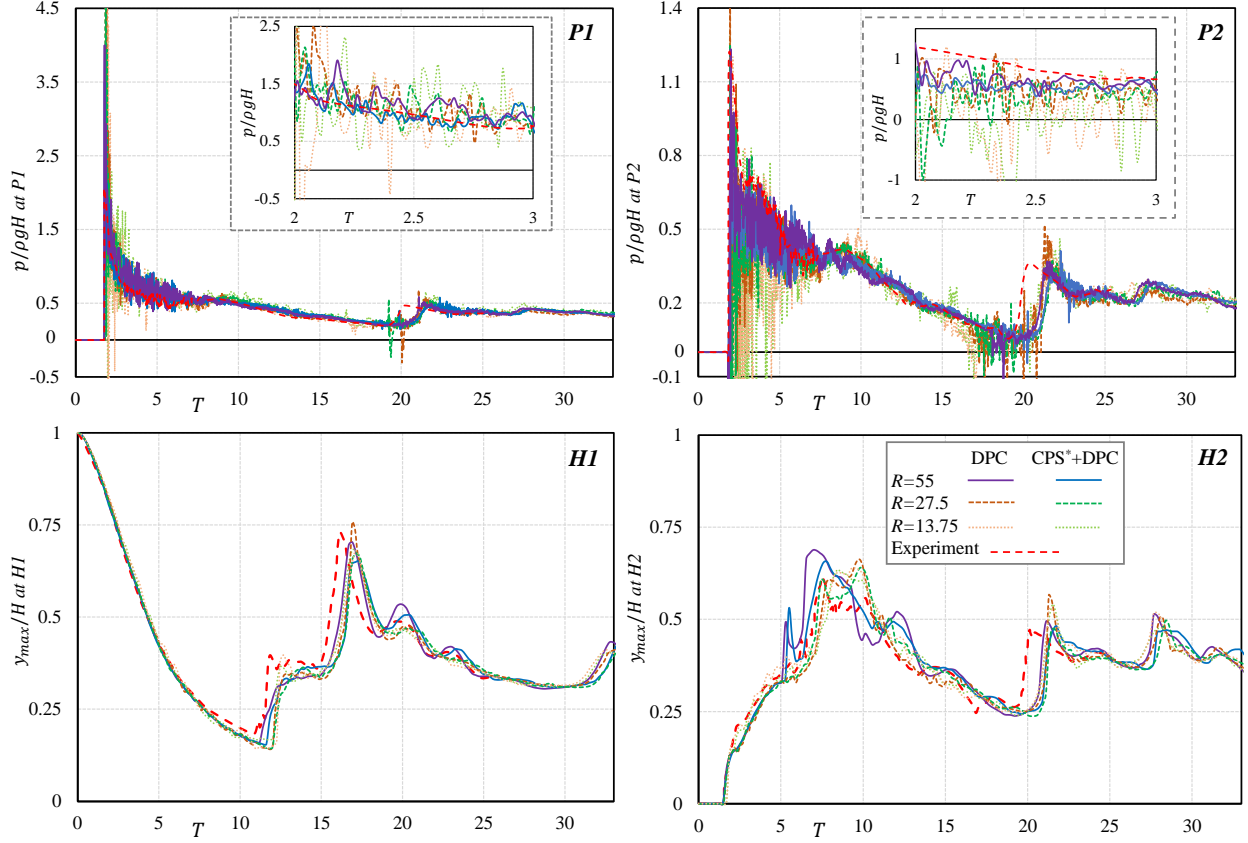 P1
p/ρgH at P1
4.5
3.5
2.5
1.5
0.5
0
-0.5
0 5 10 15 20 25 30
T
p/ρgH
2.5
1.5
0.5
-0.5
2 T 2.5 3
P2
p/ρgH at P2
1.4
1.1
0.8
0.5
0.2
0
-0.1
0 5 10 15 20 25 30
T
p/ρgH
1
0
-1
2 T 2.5 3
H1
ymax/H at H1
1
0.75
0.5
0.25
0
0 5 10 15 20 25 30
T
H2
ymax/H at H2
1
0.75
0.5
0.25
0
0 5 10 15 20 25 30
T
DPC CPS*+DPC
R=55
R=27.5
R=13.75
Experiment